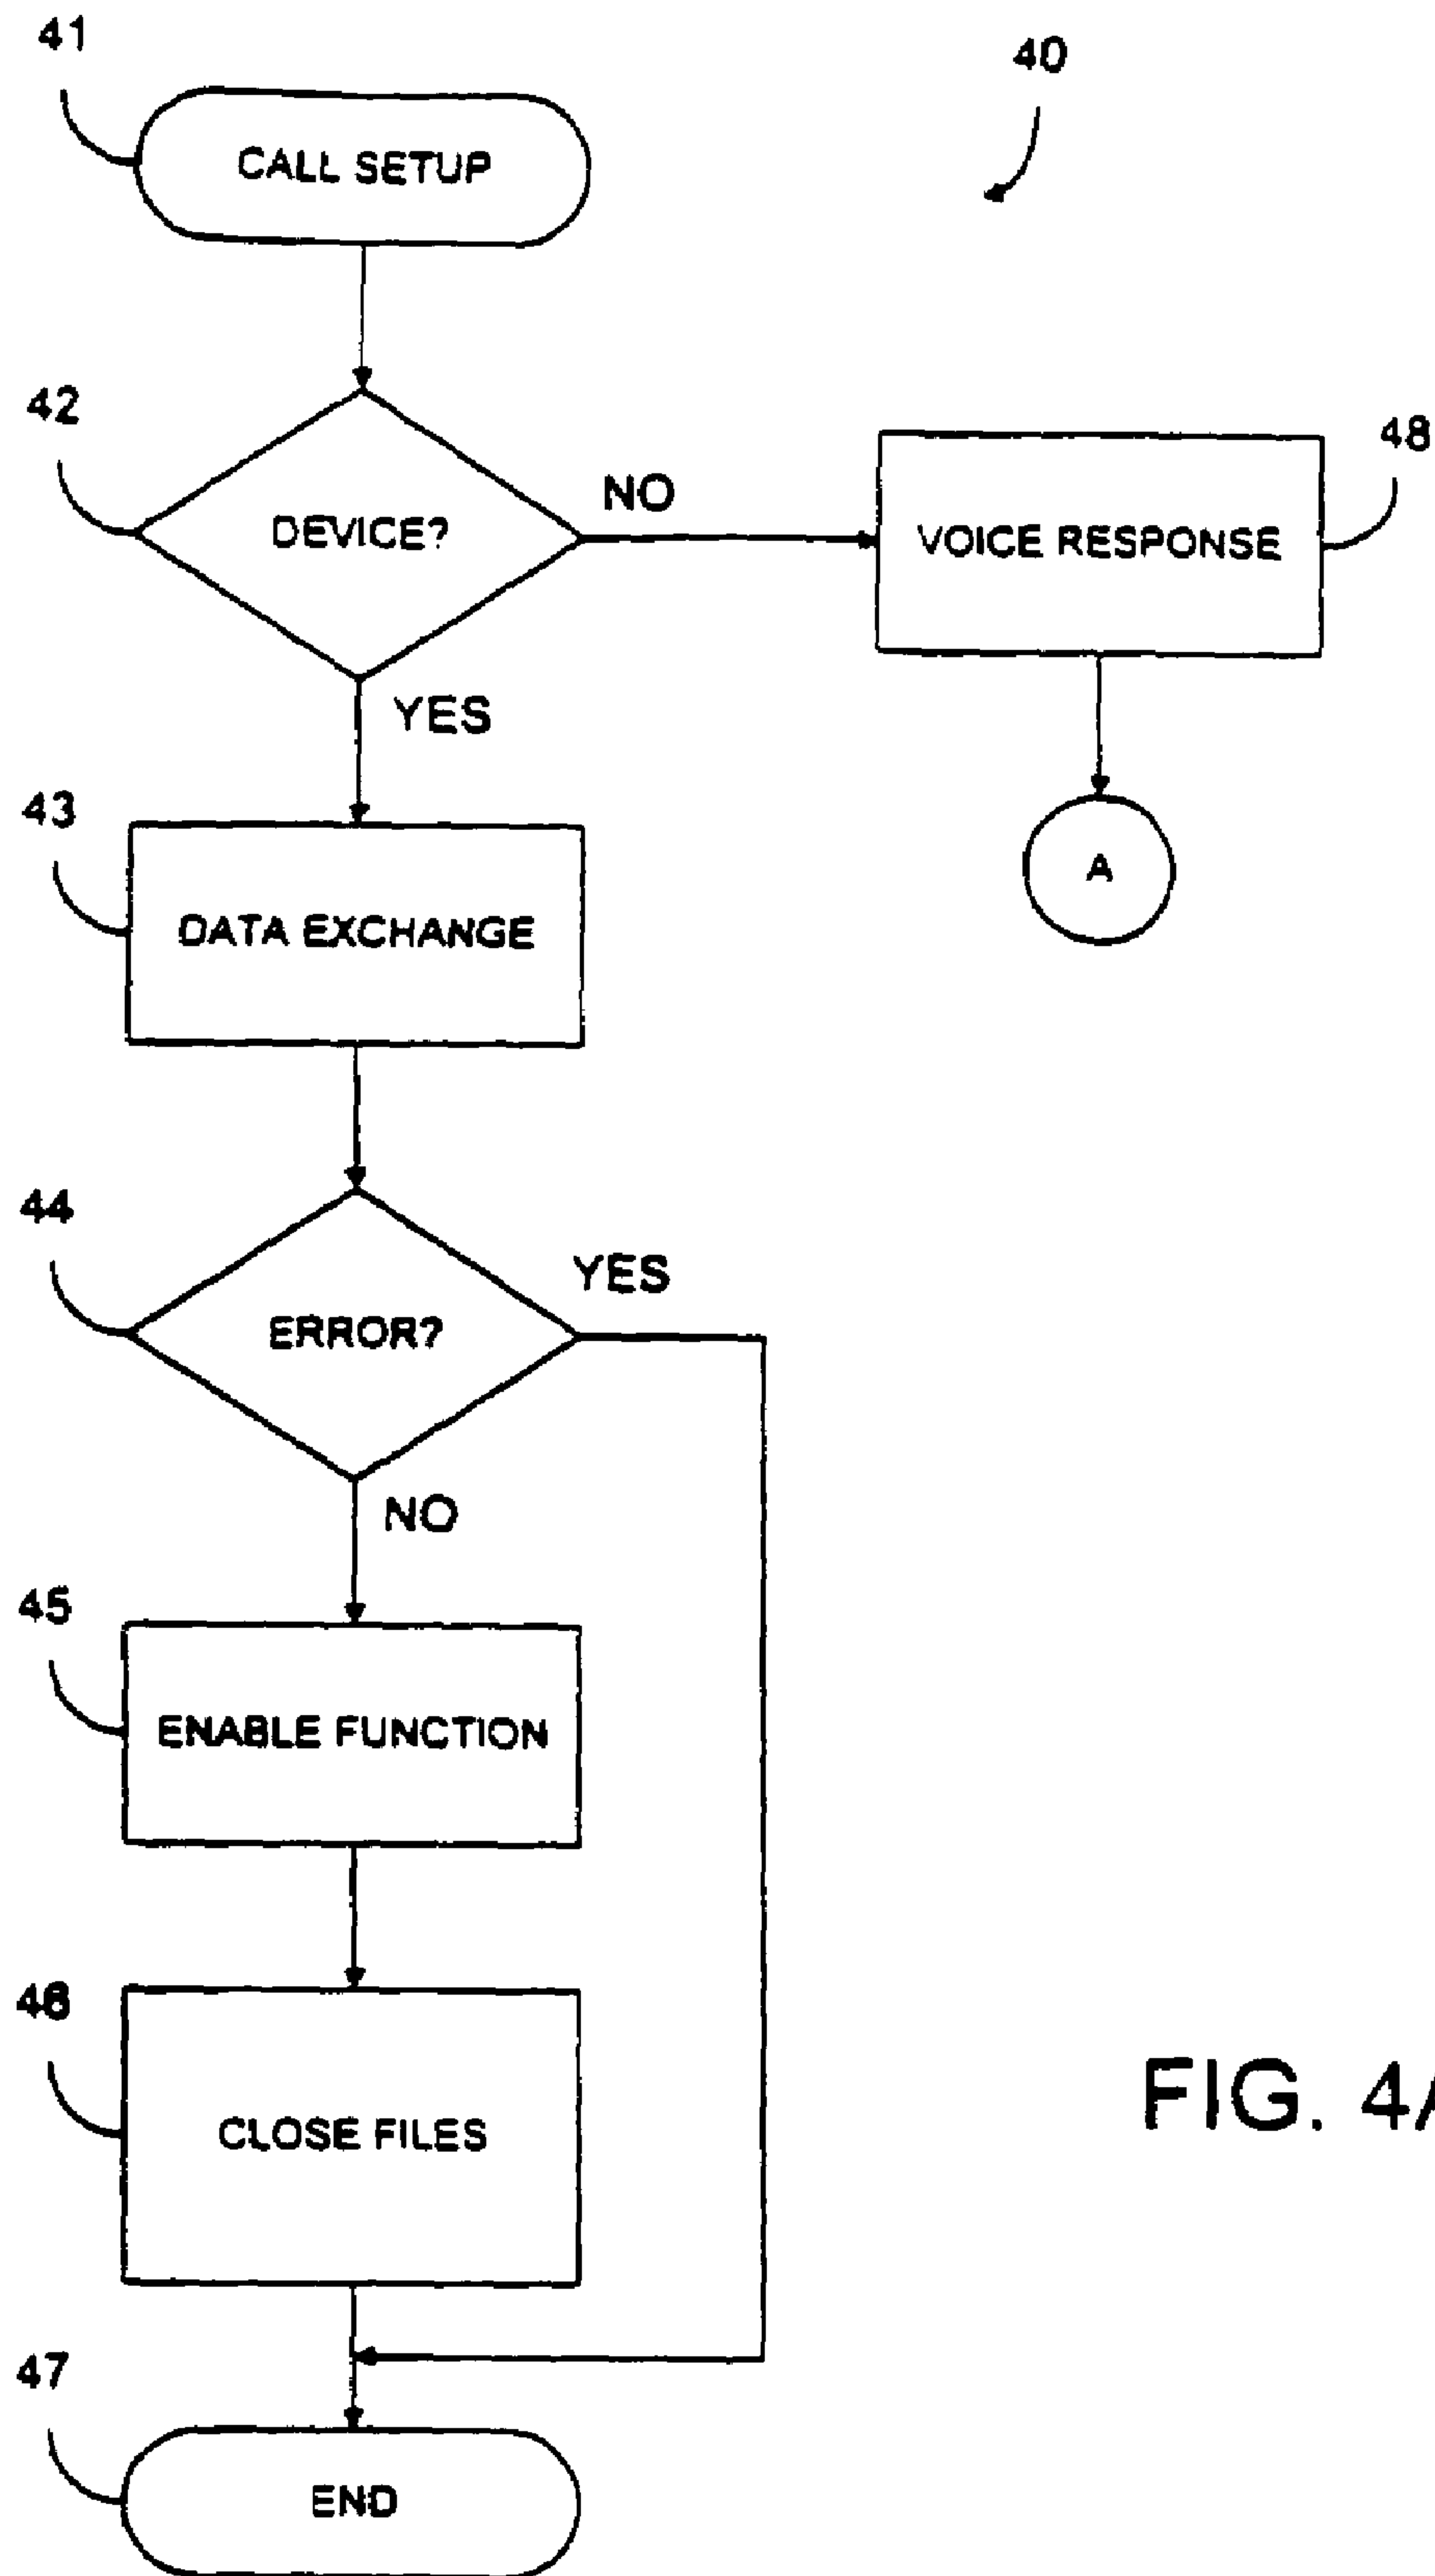 41
40
CALL SETUP
42
48
DEVICE?
NO
VOICE RESPONSE
YES
43
A
DATA EXCHANGE
44
YES
ERROR?
NO
45
ENABLE FUNCTION
46
CLOSE FILES
FIG. 4
47
END